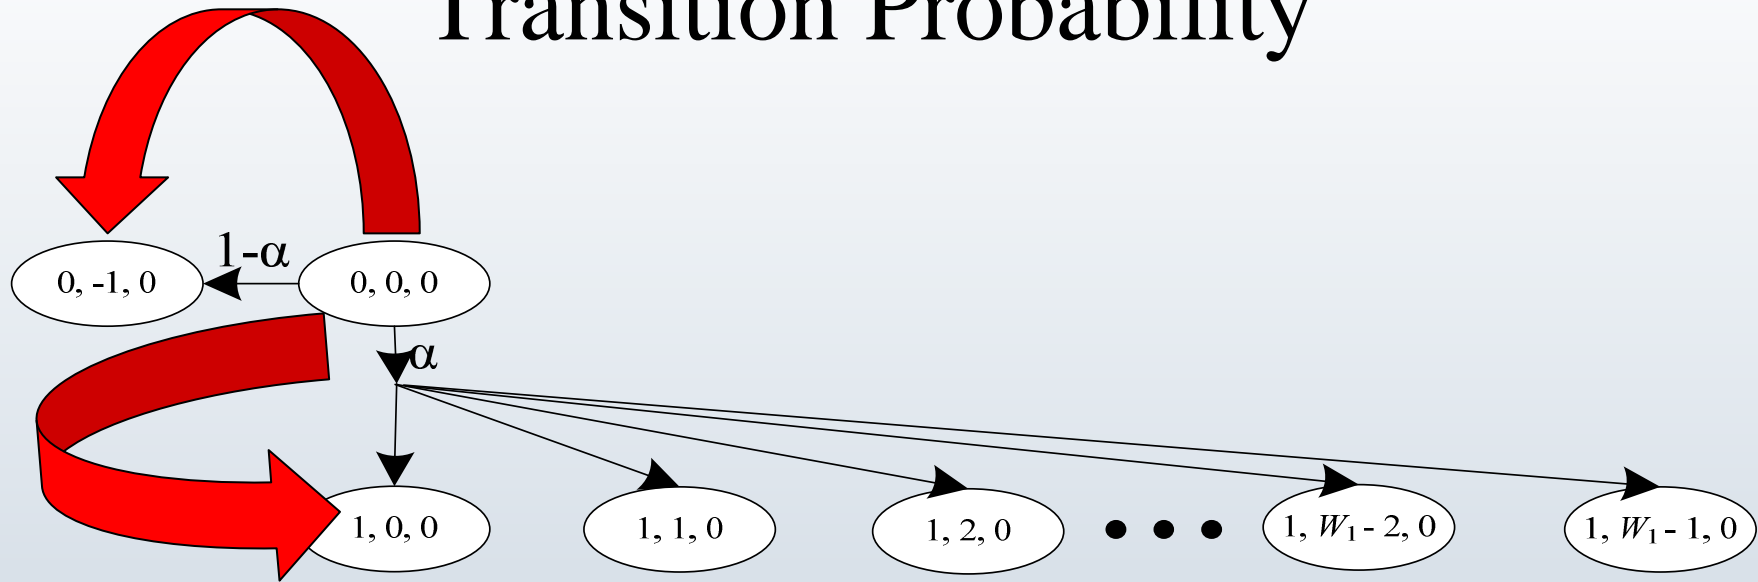 Transition Probability
1-α
0, -1, 0
0, 0, 0
α
1, 0, 0
1, 1, 0
1, 2, 0
1, W₁ - 2, 0
1, W₁ - 1, 0